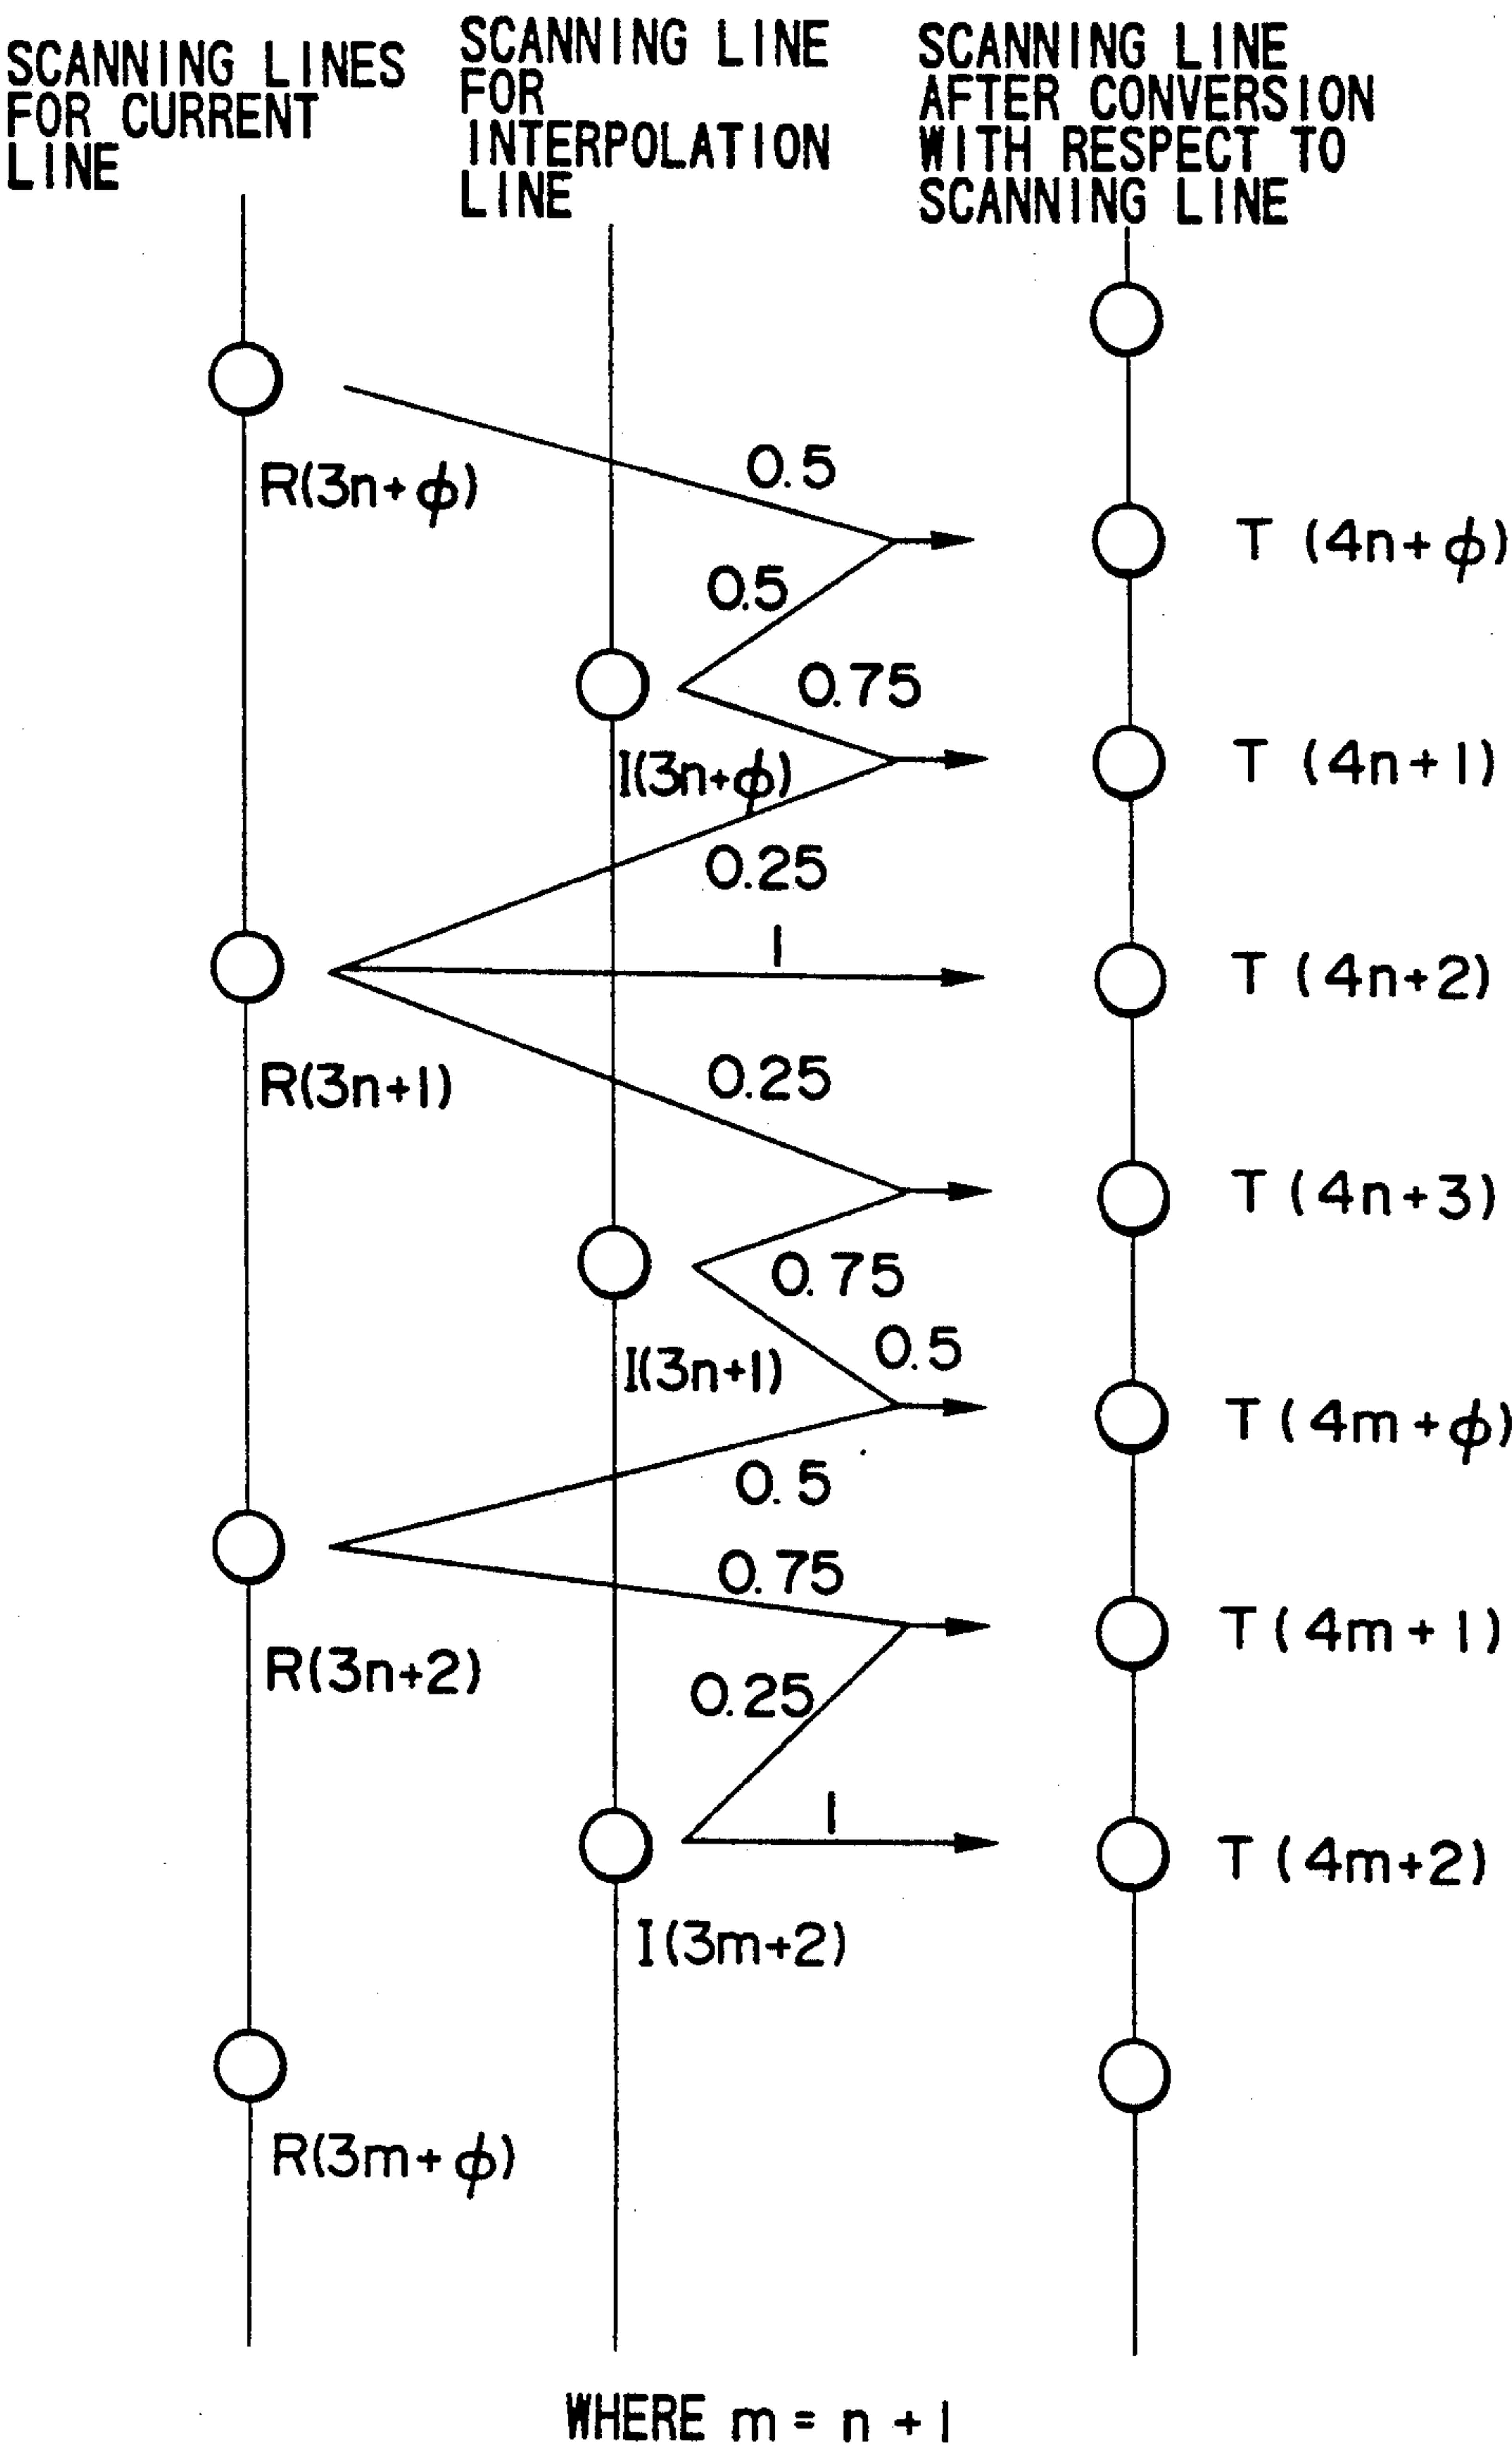 SCANNING LINES
FOR CURRENT
LINE
SCANNING LINE
FOR
INTERPOLATION
LINE
SCANNING LINE
AFTER CONVERSION
WITH RESPECT TO
SCANNING LINE
R(3n+ϕ)
0.5
T (4n+ϕ)
0.5
0.75
I(3n+ϕ)
T (4n+1)
0.25
1
T (4n+2)
R(3n+1)
0.25
T (4n+3)
0.75
I(3n+1)
0.5
T (4m+ϕ)
0.5
0.75
R(3n+2)
T (4m+1)
0.25
1
T (4m+2)
I(3m+2)
R(3m+ϕ)
WHERE m = n + 1